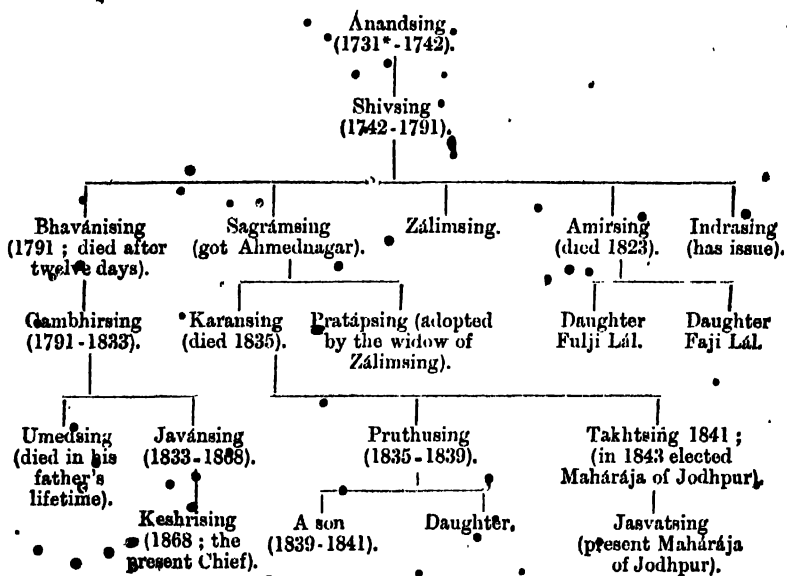 Ánandsing
(1731*-1742).
Shivsing
(1742-1791).
Bhavánising
(1791 ; died after
twelve days).
Sagrámsing
(got Ahmednagar).
Zálimsing.
Amirsing
(died 1823).
Indrasing
(has issue).
Gambhirsing
(1791-1833).
Karansing
(died 1835).
Pratápsing (adopted
by the widow of
Zálimsing).
Daughter
Fulji Lál.
Daughter
Faji Lál.
Umedsing
(died in his
father's
lifetime).
Javánsing
(1833-1868).
Pruthusing
(1835-1839).
Takhtsing 1841 ;
(in 1843 elected
Mahárája of Jodhpur).
Keshrising
(1868 ; the
present Chief).
A son
(1839-1841).
Daughter.
Jasvatsing
(present Mahárája
of Jodhpur).